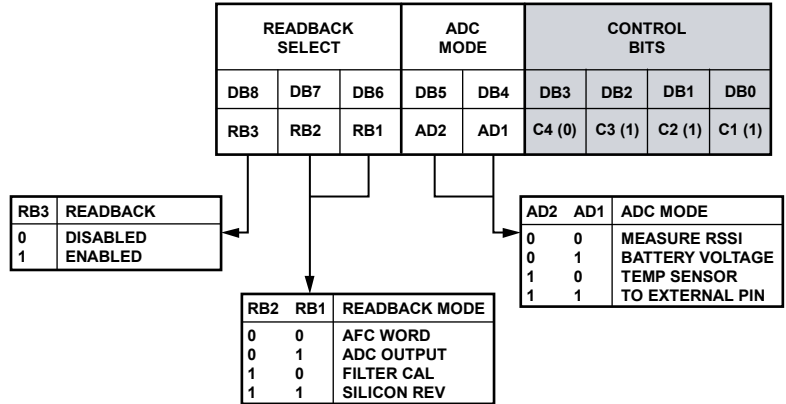 READBACK SELECT ADC MODE CONTROL BITS
DB8 DB7 DB6 DB5 DB4 DB3 DB2 DB1 DB0
RB3 RB2 RB1 AD2 AD1 C4 (0) C3 (1) C2 (1) C1 (1)
RB3 READBACK
0 DISABLED
1 ENABLED
AD2 AD1 ADC MODE
0 0 MEASURE RSSI
0 1 BATTERY VOLTAGE
1 0 TEMP SENSOR
1 1 TO EXTERNAL PIN
RB2 RB1 READBACK MODE
0 0 AFC WORD
0 1 ADC OUTPUT
1 0 FILTER CAL
1 1 SILICON REV